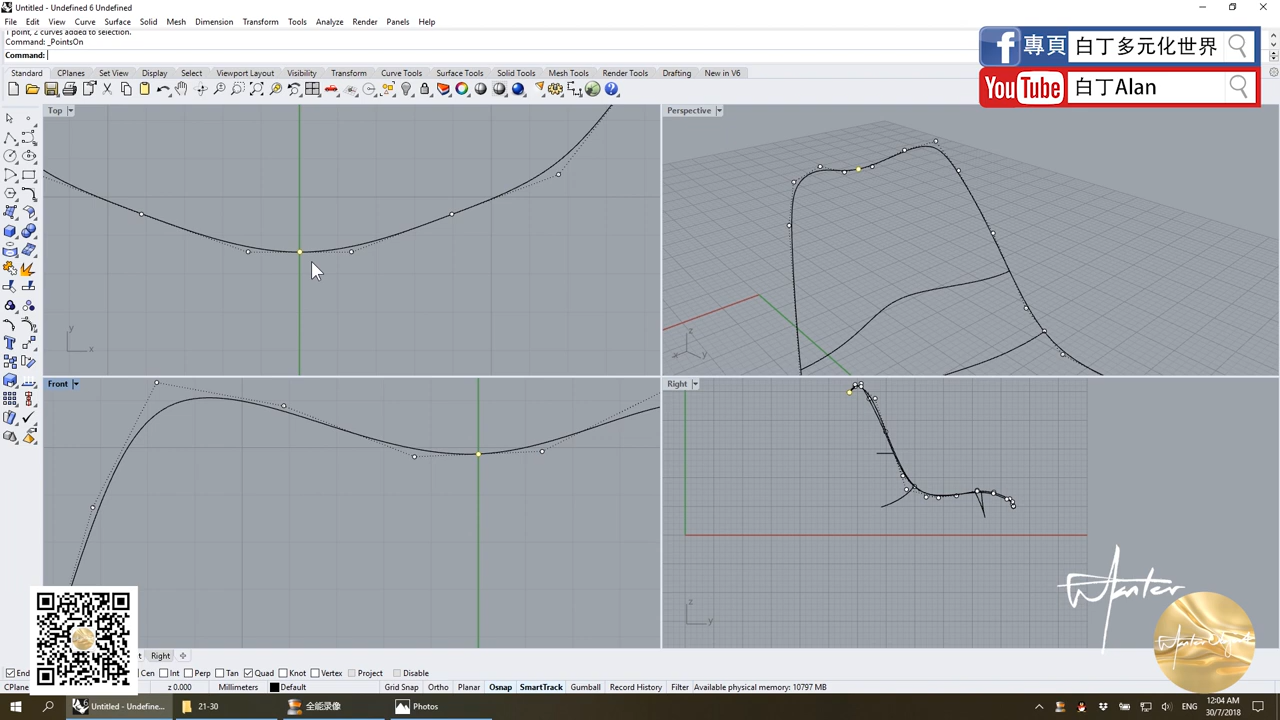 Untitled - Undefined 6 Undefined
File Edit View Curve Surface Solid Mesh Dimension Transform Tools Analyze Render Panels Help
1 point, 2 curves added to selection.
Command: _PointsOn
Command:
專頁 白丁多元化世界
YouTube 白丁Alan
Standard CPlanes Set View Display Select Viewport Layout Visibility Transform Curve Tools Surface Tools Solid Tools Mesh Tools Render Tools Drafting New in V6
Top
Perspective
y
x
z
x
y
Front
Right
z
y
Wanter
Right
End Cen Int Perp Tan Quad Knot Vertex Project Disable
CPlane z 0.000 Millimeters Default Grid Snap Ortho Planar Osnap SmartTrack Gumball Record History Filter Available physical memory: 10797 MB
Untitled - Undefine... 21-30 全能录像 Photos
12:04 AM
30/7/2018